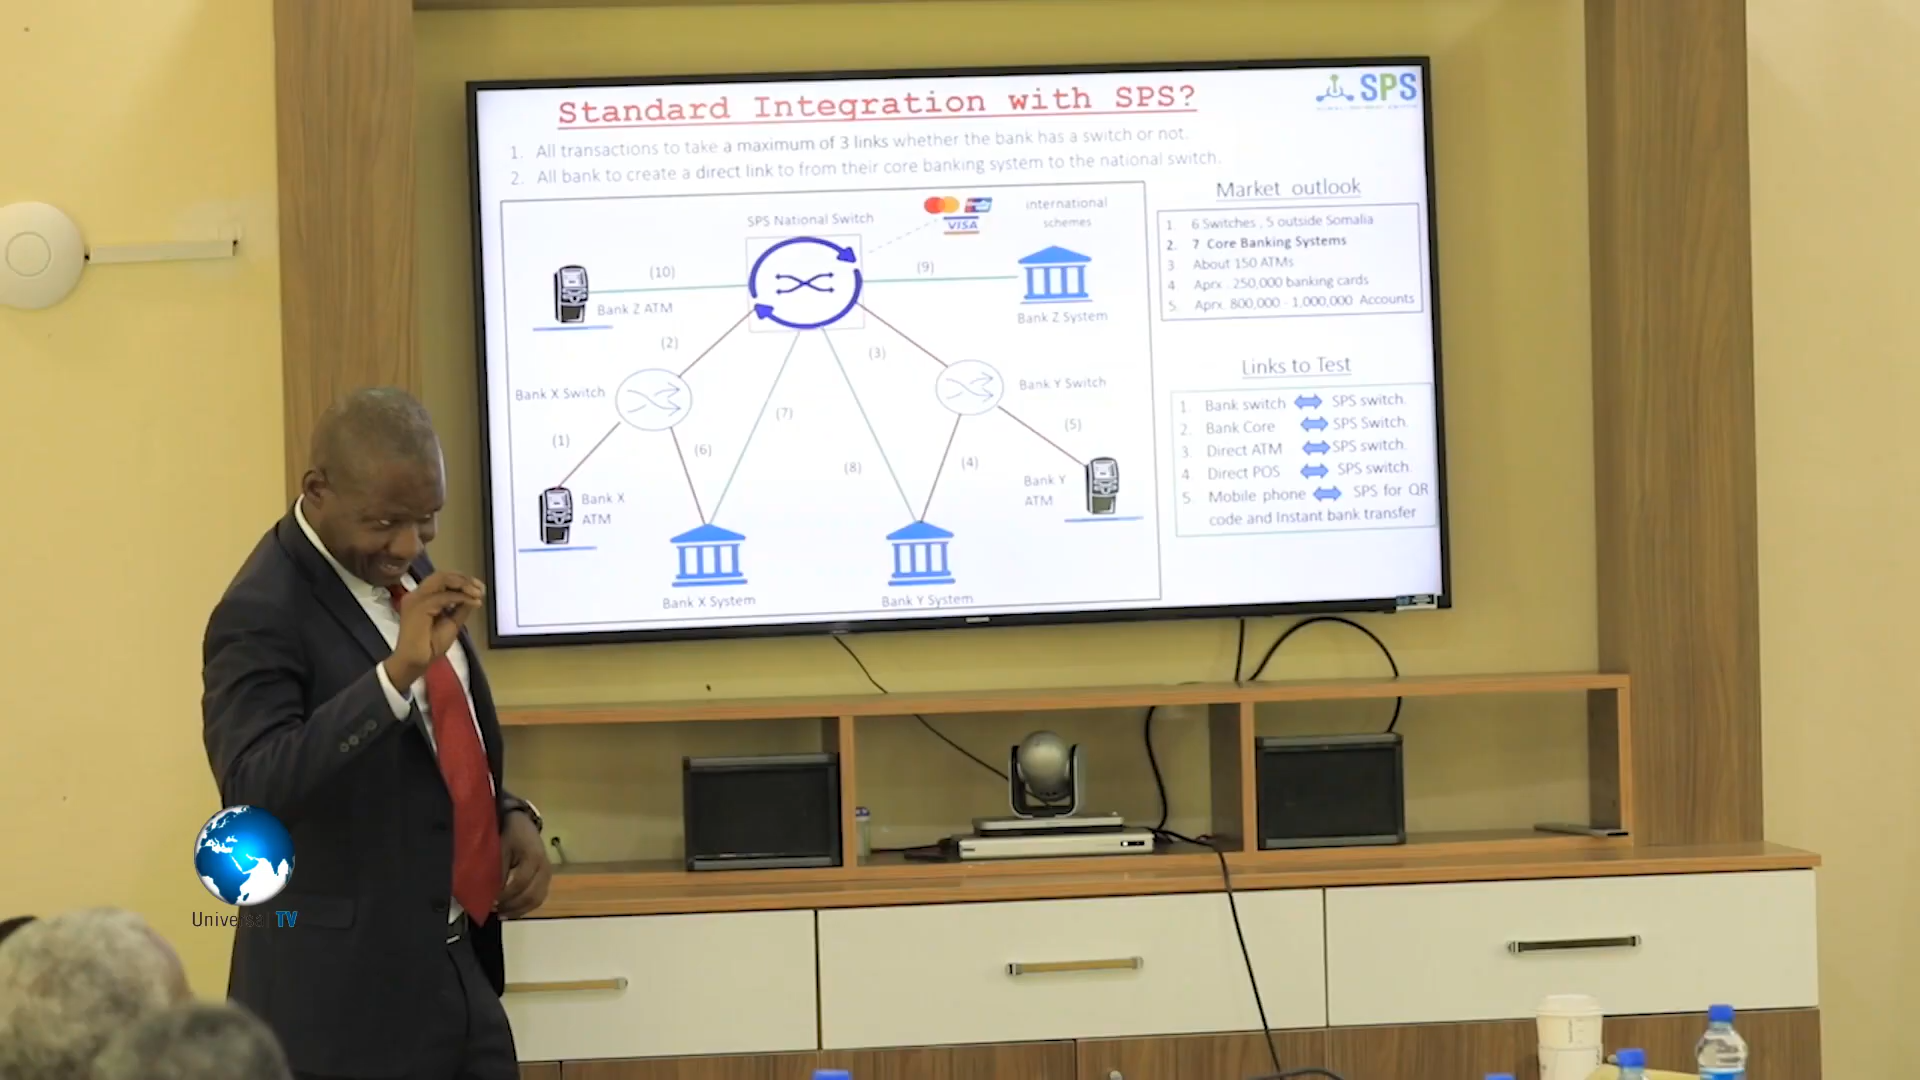 Standard Integration with SPS?
SPS
1. All transactions to take a maximum of 3 links whether the bank has a switch or not.
2. All bank to create a direct link to from their core banking system to the national switch.
SPS National Switch
VISA
international
schemes
(10)
(9)
Bank Z ATM
Bank Z System
(2)
(3)
Bank X Switch
Bank Y Switch
(1)
(6)
(7)
(8)
(4)
(5)
Bank X
ATM
Bank Y
ATM
Bank X System
Bank Y System
Market outlook
1. 6 Switches , 5 outside Somalia
2. 7 Core Banking Systems
3 About 150 ATMs
4 Aprx . 250,000 banking cards
5. Aprx. 800,000 - 1,000,000 Accounts
Links to Test
1. Bank switch SPS switch.
2. Bank Core SPS Switch.
3. Direct ATM SPS switch.
4 Direct POS SPS switch.
5. Mobile phone SPS for QR
code and Instant bank transfer
Universal TV